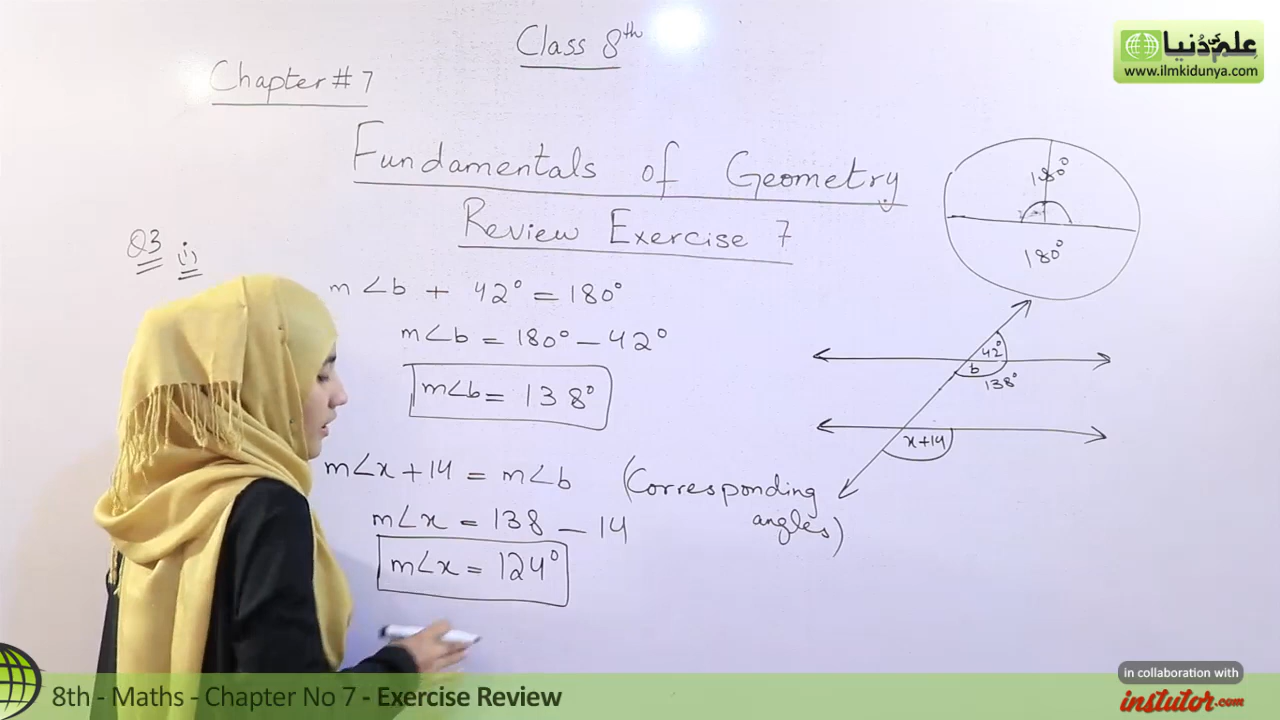 Class 8th
Chapter # 7
Fundamentals of Geometry
Review Exercise 7
Q3 (i)
m∠b + 42° = 180°
m∠b = 180° – 42°
m∠b = 138°
m∠x + 14 = m∠b (Corresponding angles)
m∠x = 138 – 14
m∠x = 124°
180°
180°
42°
b
138°
x+14
علم کی دنیا
www.ilmkidunya.com
8th - Maths - Chapter No 7 - Exercise Review
in collaboration with
instutor.com